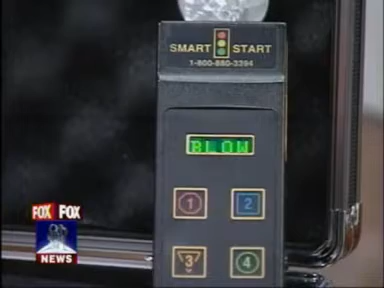 SMART START
1-800-880-3394
BLOW
1 2
3 4
FOX FOX
NEWS